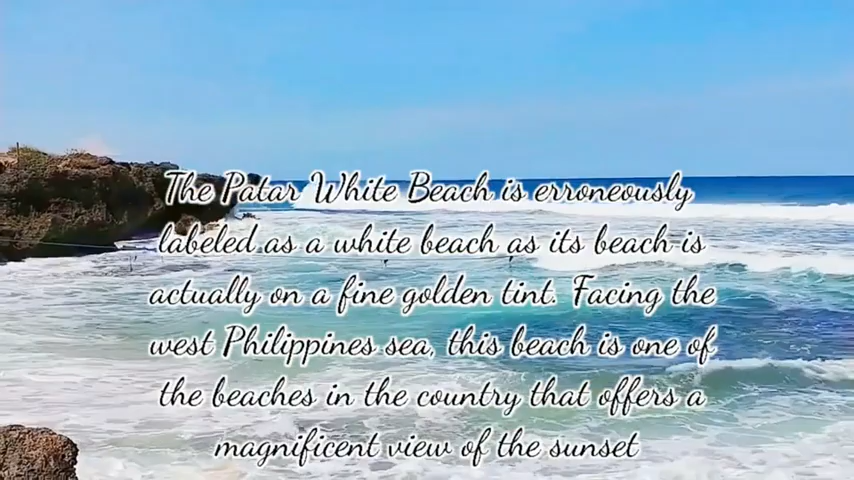 The Patar White Beach is erroneously
labeled as a white beach as its beach is
actually on a fine golden tint. Facing the
west Philippines sea, this beach is one of
the beaches in the country that offers a
magnificent view of the sunset